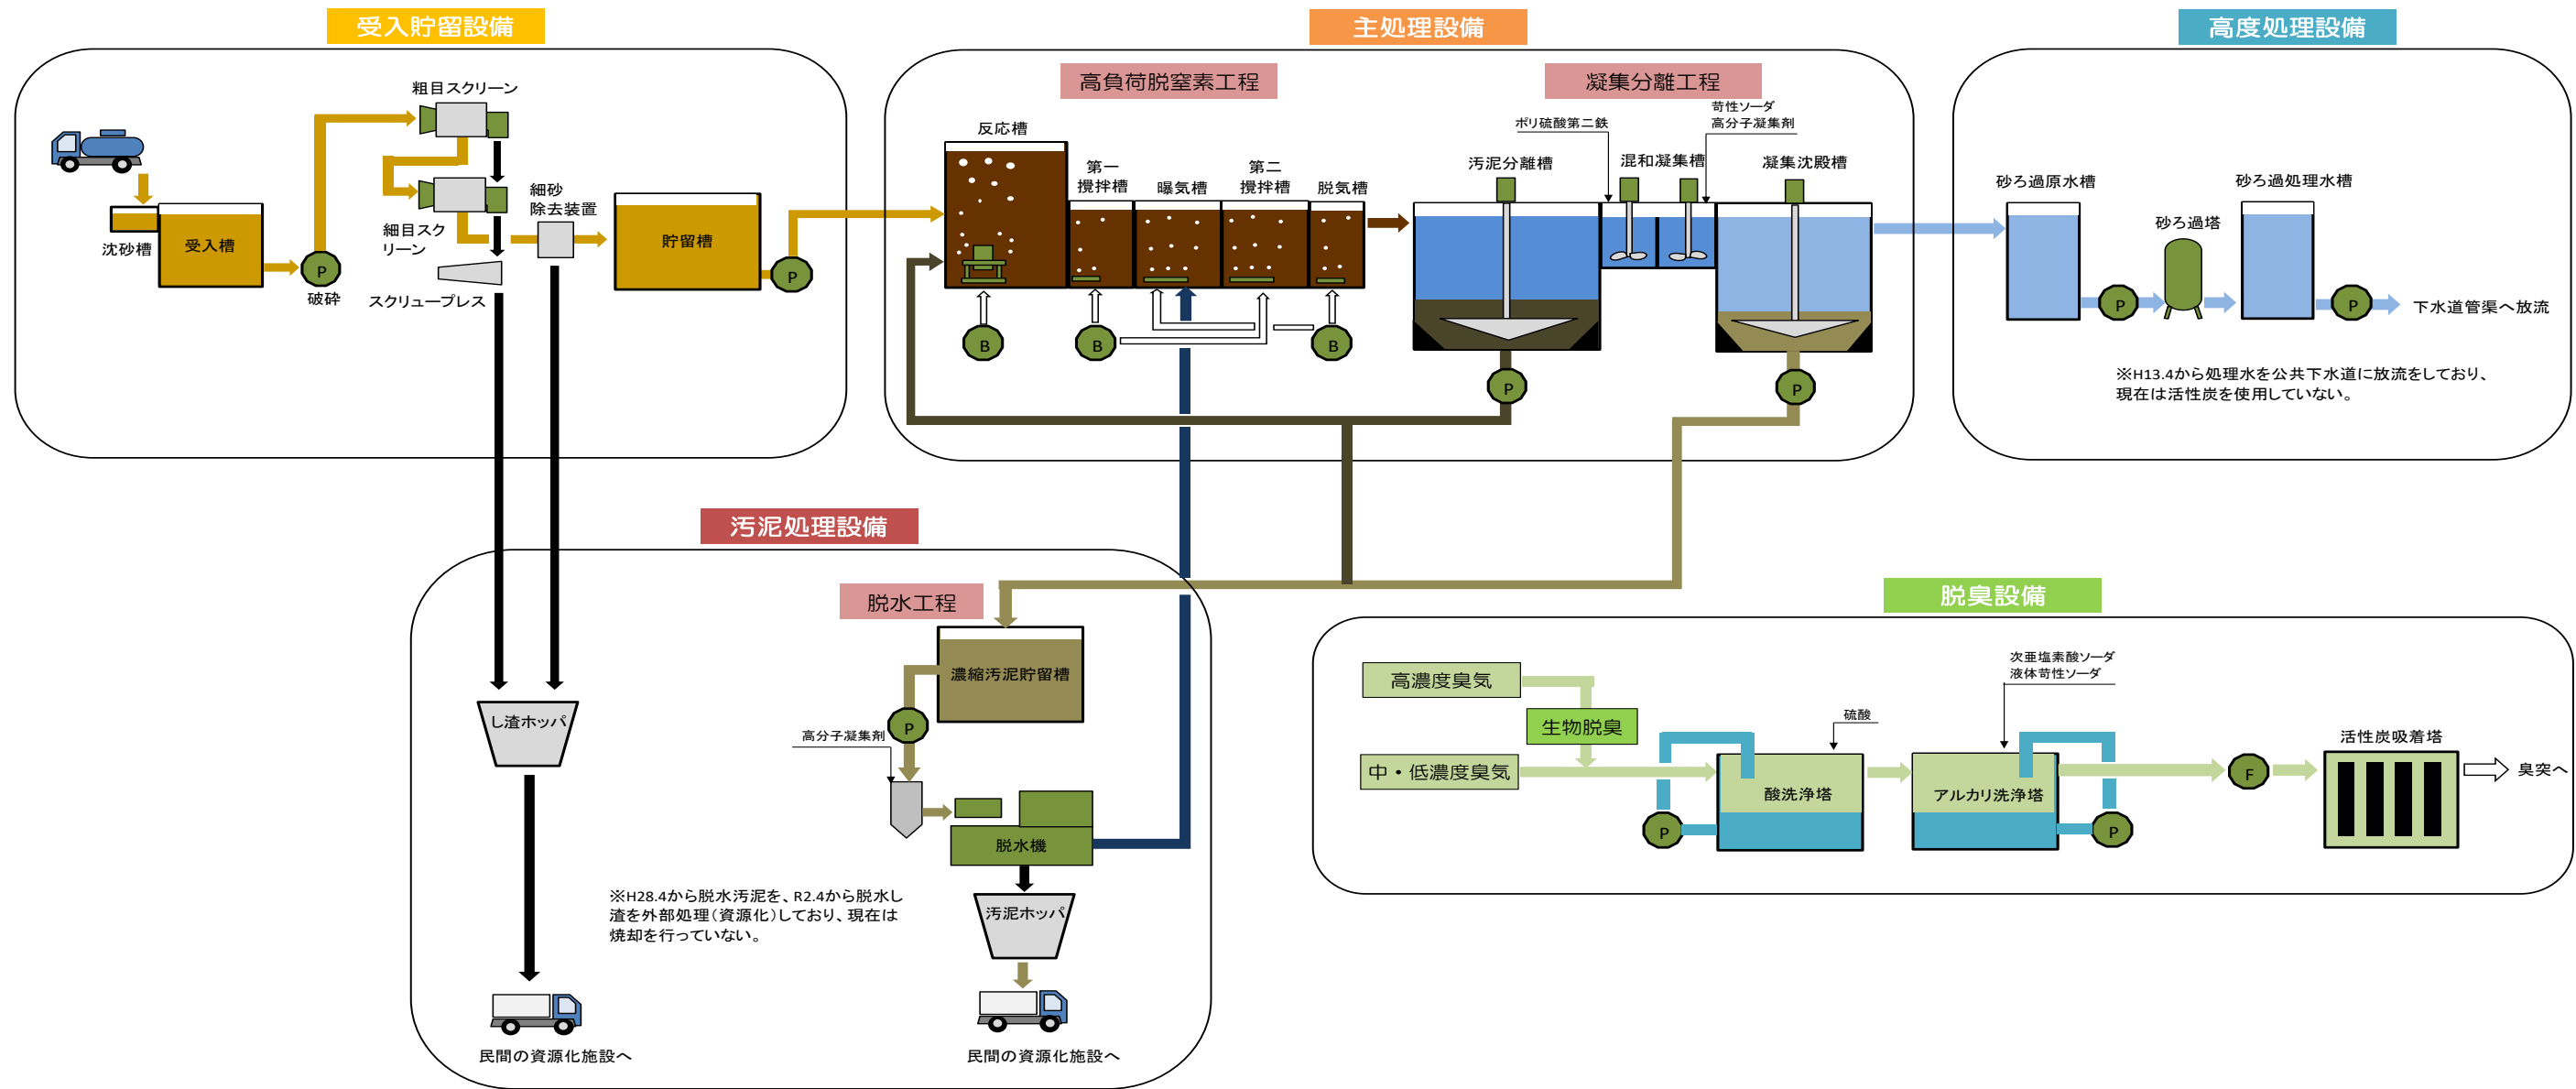 受入貯留設備
粗目スクリーン
沈砂槽
受入槽
P
破砕
細目スク
リーン
スクリュープレス
細砂
除去装置
貯留槽
P
主処理設備
高負荷脱窒素工程
凝集分離工程
反応槽
第一
攪拌槽
曝気槽
第二
攪拌槽
脱気槽
B
B
B
ポリ硫酸第二鉄
苛性ソーダ
高分子凝集剤
汚泥分離槽
混和凝集槽
凝集沈殿槽
P
P
高度処理設備
砂ろ過原水槽
砂ろ過塔
砂ろ過処理水槽
P
P
下水道管渠へ放流
※H13.4から処理水を公共下水道に放流をしており、
現在は活性炭を使用していない。
汚泥処理設備
脱水工程
濃縮汚泥貯留槽
P
高分子凝集剤
脱水機
汚泥ホッパ
し渣ホッパ
※H28.4から脱水汚泥を、R2.4から脱水し
渣を外部処理(資源化)しており、現在は
焼却を行っていない。
民間の資源化施設へ
民間の資源化施設へ
脱臭設備
高濃度臭気
生物脱臭
中・低濃度臭気
硫酸
次亜塩素酸ソーダ
液体苛性ソーダ
酸洗浄塔
アルカリ洗浄塔
P
P
F
活性炭吸着塔
臭突へ